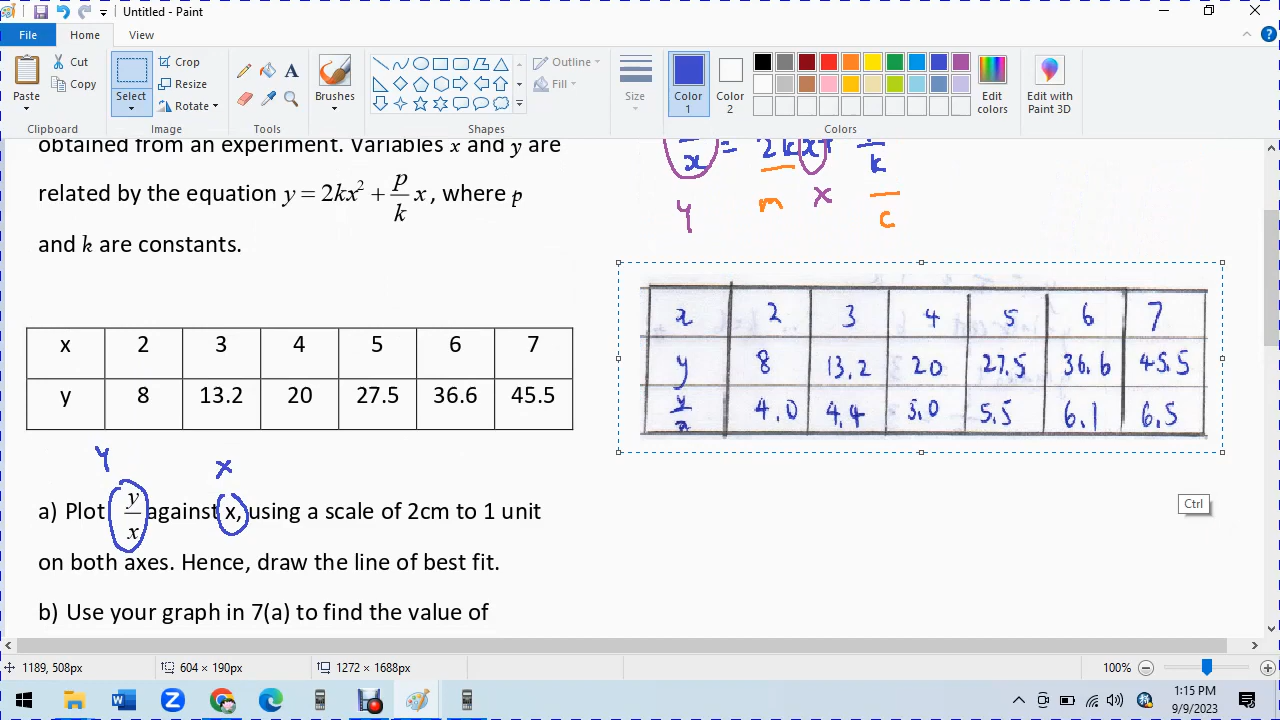 Untitled - Paint
File Home View
Paste Cut Copy Clipboard
Select Crop Resize Rotate Image
Tools
Brushes
Shapes
Outline Fill
Size
Color 1 Color 2
Edit colors
Edit with Paint 3D
Colors
obtained from an experiment. Variables x and y are
related by the equation y = 2kx² + p/k x, where p
and k are constants.
x 2 3 4 5 6 7
y 8 13.2 20 27.5 36.6 45.5
Y X
a) Plot y/x against x, using a scale of 2cm to 1 unit
on both axes. Hence, draw the line of best fit.
b) Use your graph in 7(a) to find the value of
x = 2k x + k
Y m x c
x 2 3 4 5 6 7
y 8 13.2 20 27.5 36.6 45.5
y/x 4.0 4.4 5.0 5.5 6.1 6.5
Ctrl
1189, 508px 604 × 190px 1272 × 1688px 100%
1:15 PM
9/9/2023